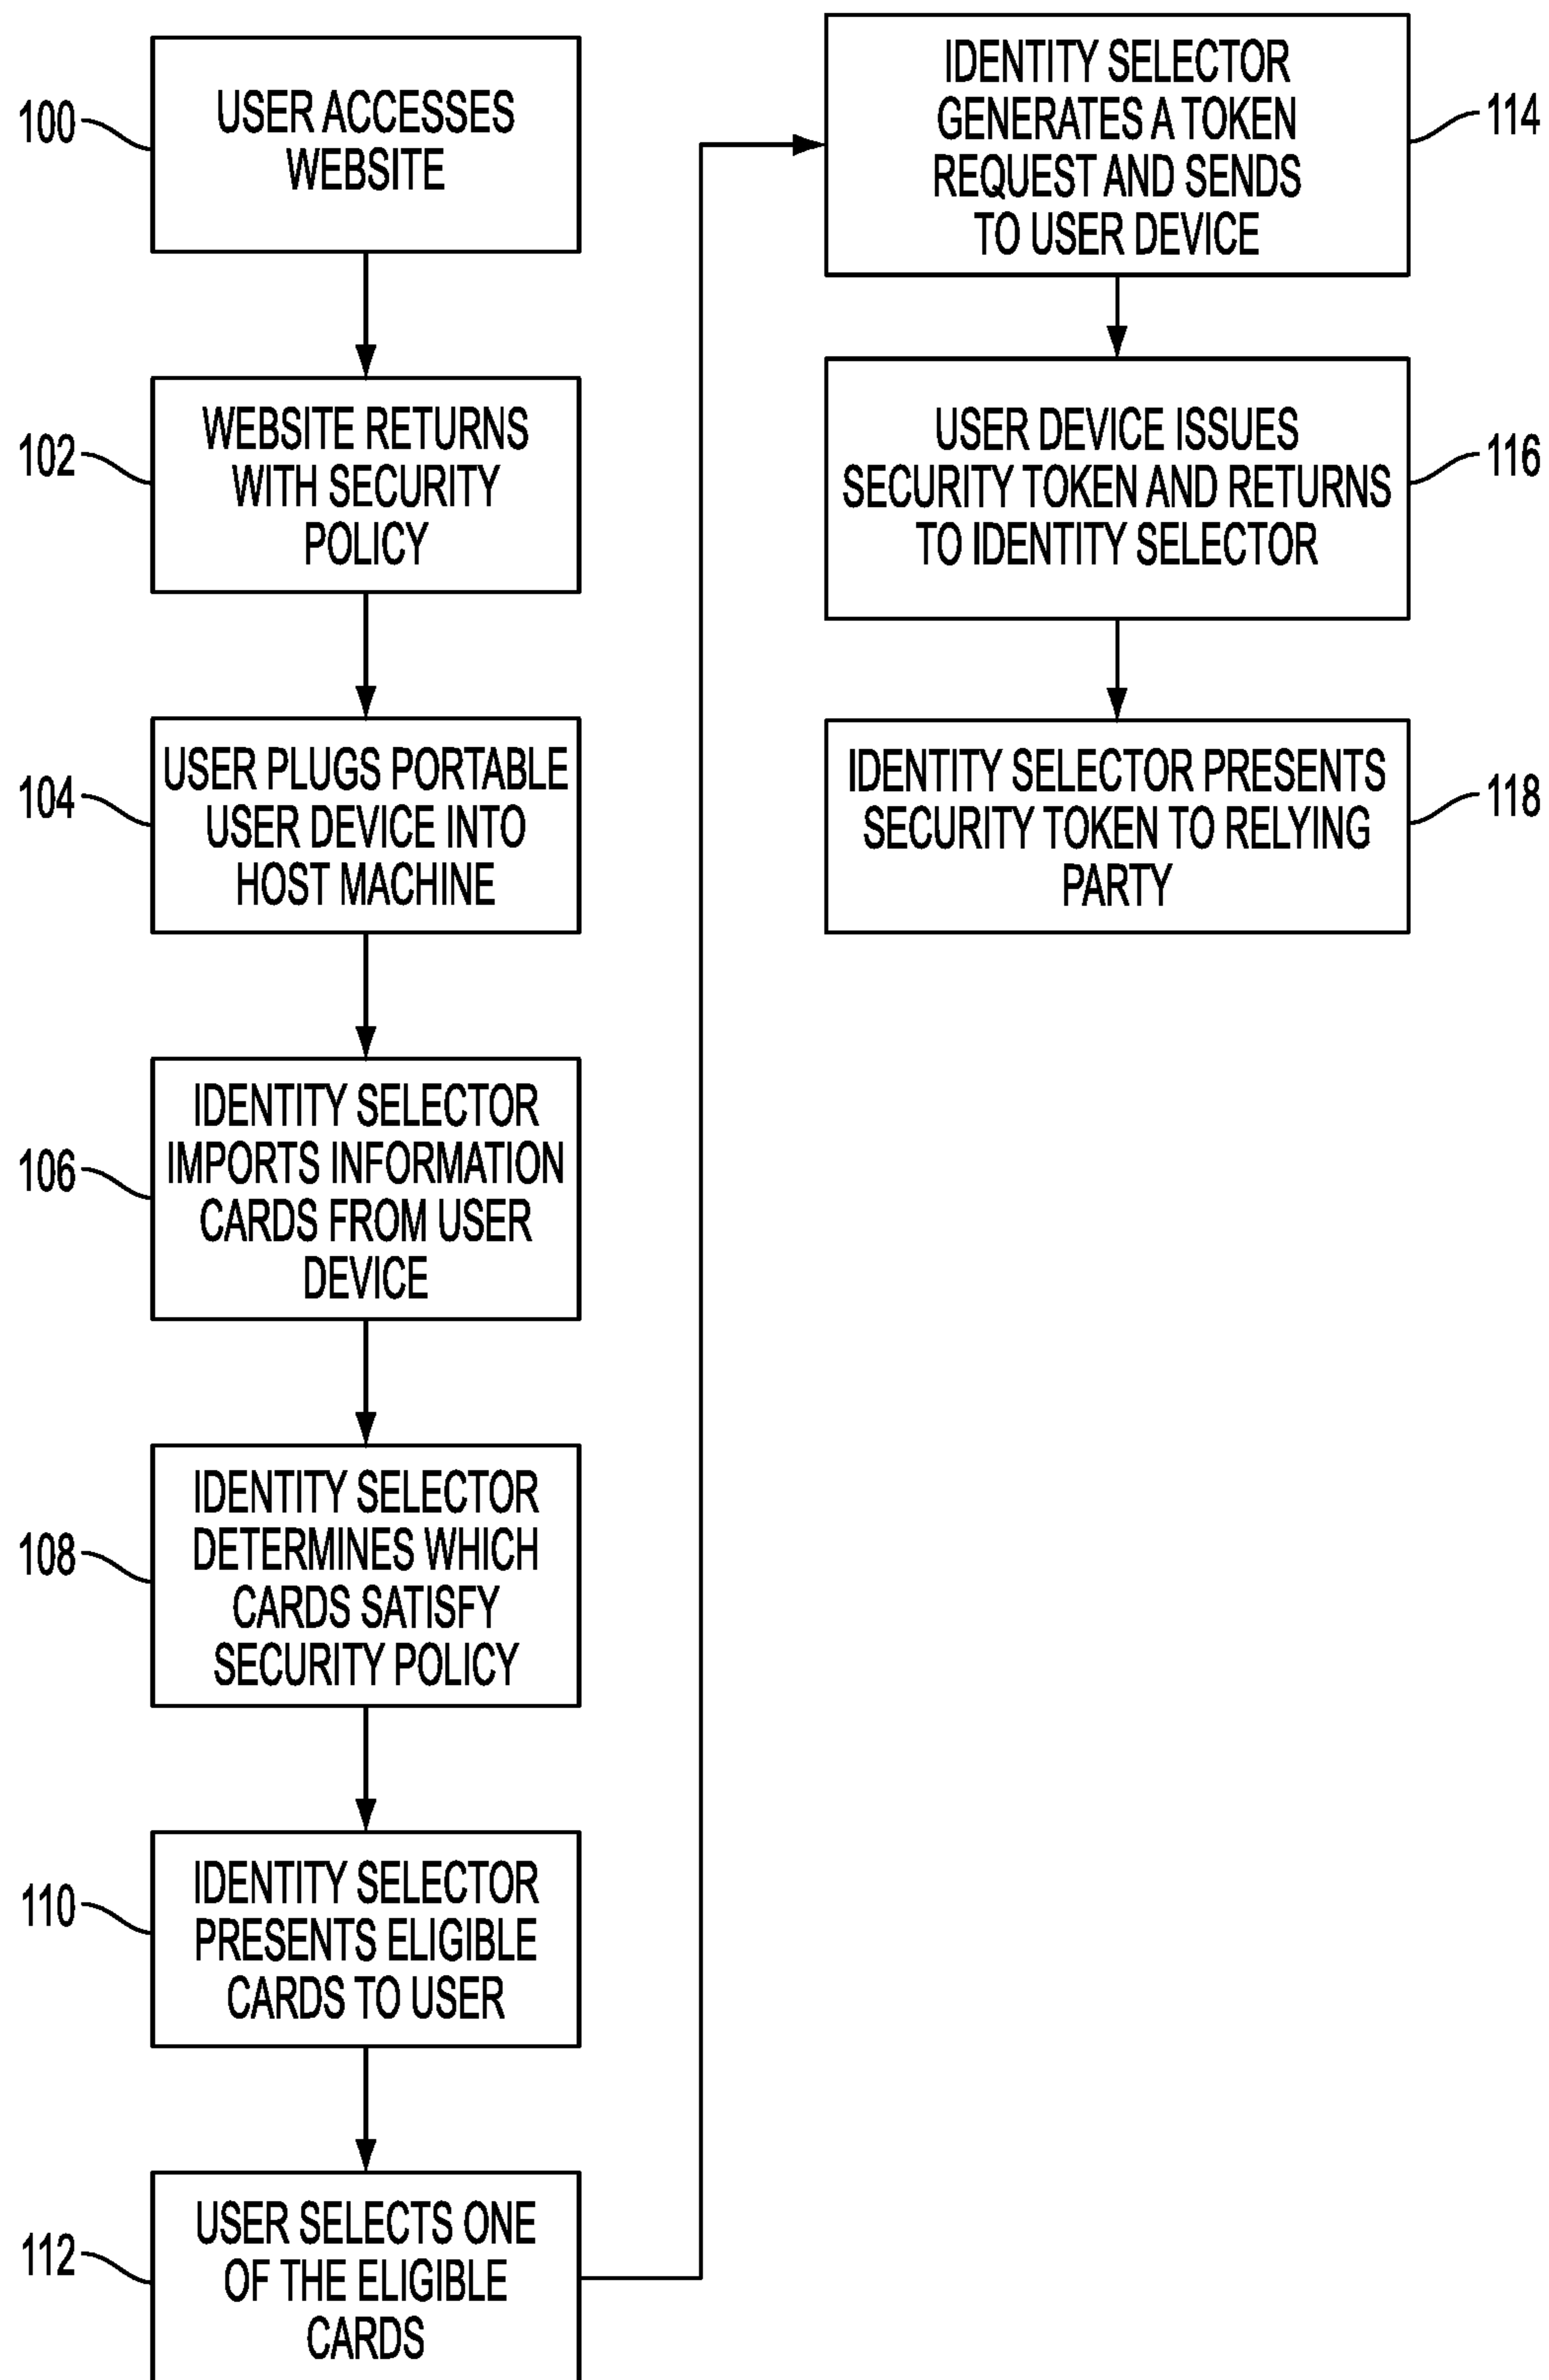 100
USER ACCESSES
WEBSITE
102
WEBSITE RETURNS
WITH SECURITY
POLICY
104
USER PLUGS PORTABLE
USER DEVICE INTO
HOST MACHINE
106
IDENTITY SELECTOR
IMPORTS INFORMATION
CARDS FROM USER
DEVICE
108
IDENTITY SELECTOR
DETERMINES WHICH
CARDS SATISFY
SECURITY POLICY
110
IDENTITY SELECTOR
PRESENTS ELIGIBLE
CARDS TO USER
112
USER SELECTS ONE
OF THE ELIGIBLE
CARDS
IDENTITY SELECTOR
GENERATES A TOKEN
REQUEST AND SENDS
TO USER DEVICE
114
USER DEVICE ISSUES
SECURITY TOKEN AND RETURNS
TO IDENTITY SELECTOR
116
IDENTITY SELECTOR PRESENTS
SECURITY TOKEN TO RELYING
PARTY
118